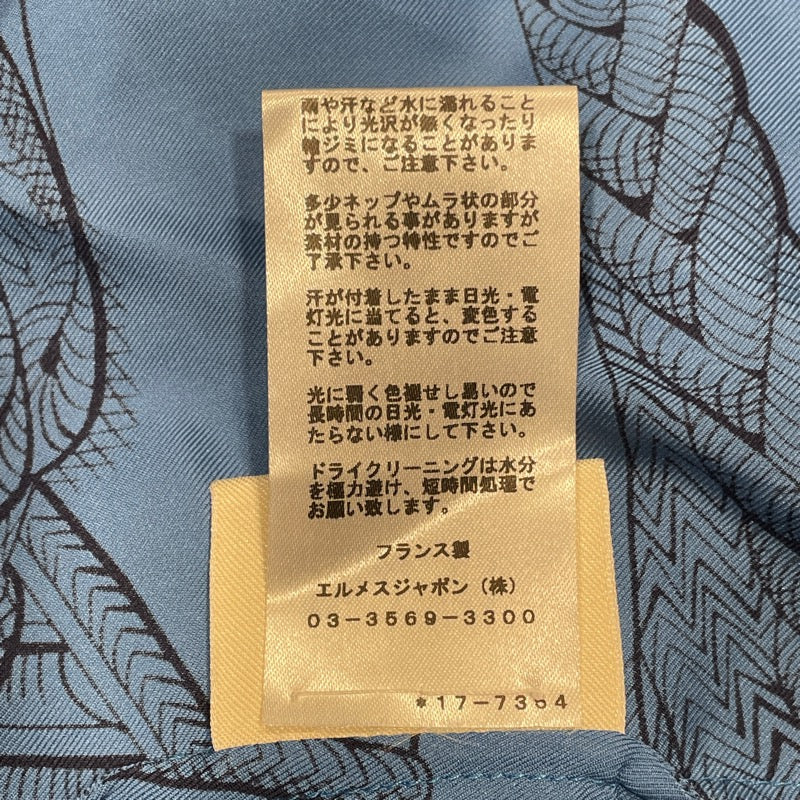 雨や汗など水に濡れること
により光沢が無くなったり
輪ジミになることがありま
すので、ご注意下さい。
多少ネップやムラ状の部分
が見られる事がありますが
素材の持つ特性ですのでご
了承下さい。
汗が付着したまま日光・電
灯光に当てると、変色する
ことがありますのでご注意
下さい。
光に弱く色褪せし易いので
長時間の日光・電灯光にあ
たらない様にして下さい。
ドライクリーニングは水分
を極力避け、短時間処理で
お願い致します。
フランス製
エルメスジャポン（株）
03-3569-3300
*17-7364